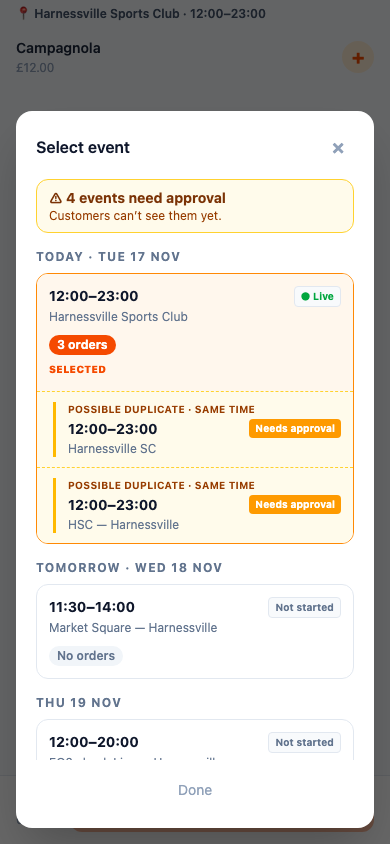 📍 Harnessville Sports Club · 12:00–23:00
Campagnola
£12.00
+
Select event
×
⚠ 4 events need approval
Customers can’t see them yet.
TODAY · TUE 17 NOV
12:00–23:00
Live
Harnessville Sports Club
3 orders
SELECTED
POSSIBLE DUPLICATE · SAME TIME
12:00–23:00
Needs approval
Harnessville SC
POSSIBLE DUPLICATE · SAME TIME
12:00–23:00
Needs approval
HSC — Harnessville
TOMORROW · WED 18 NOV
11:30–14:00
Not started
Market Square — Harnessville
No orders
THU 19 NOV
12:00–20:00
Not started
Done